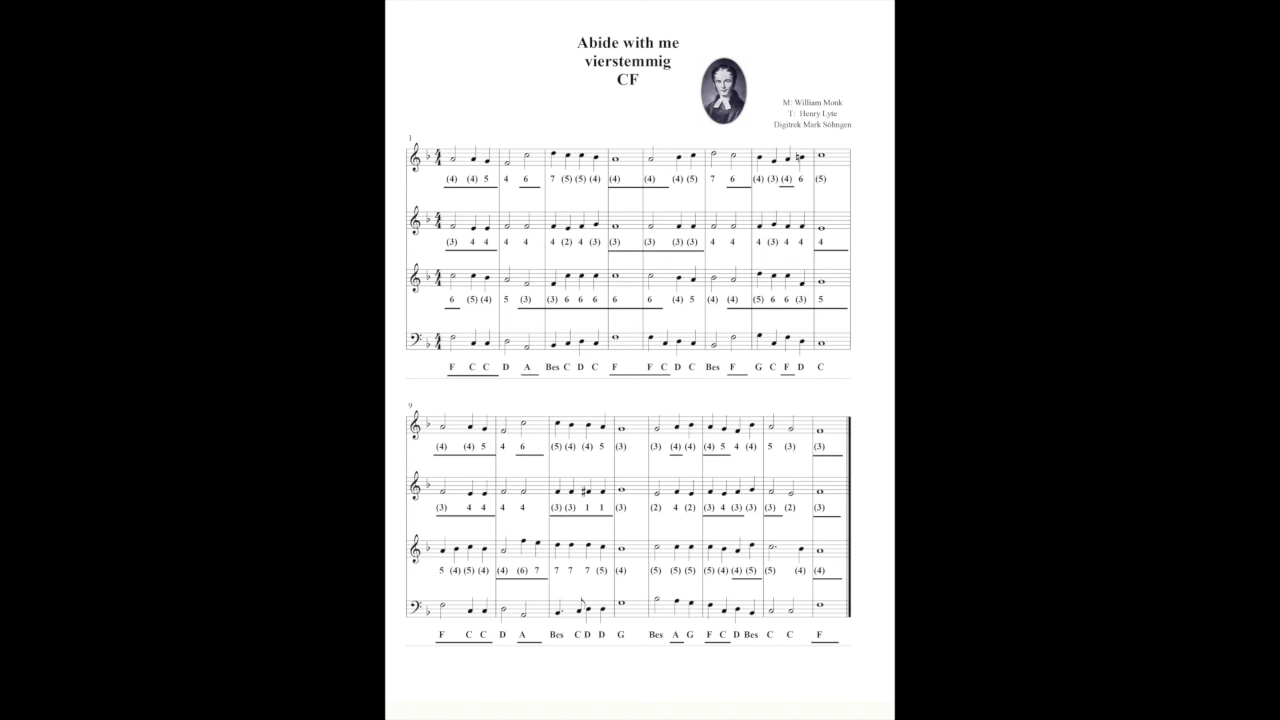 Abide with me
vierstemmig
CF
M: William Monk
T: Henry Lyte
Digitrek Mark Söhngen
1
(4) (4) 5 4 6 7 (5) (5) (4) (4) (4) (4) (5) 7 6 (4) (3) (4) 6 (5)
(3) 4 4 4 4 4 (2) 4 (3) (3) (3) (3) (3) 4 4 4 (3) 4 4 4
6 (5) (4) 5 (3) (3) 6 6 6 6 6 (4) 5 (4) (4) (5) 6 6 (3) 5
F C C D A Bes C D C F F C D C Bes F G C F D C
9
(4) (4) 5 4 6 (5) (4) (4) 5 (3) (3) (4) (4) (4) 5 4 (4) 5 (3) (3)
(3) 4 4 4 4 (3) (3) 1 1 (3) (2) 4 (2) (3) 4 (3) (3) (3) (2) (3)
5 (4) (5) (4) (4) (6) 7 7 7 7 (5) (4) (5) (5) (5) (5) (4) (4) (5) (5) (4) (4)
F C C D A Bes C D D G Bes A G F C D Bes C C F